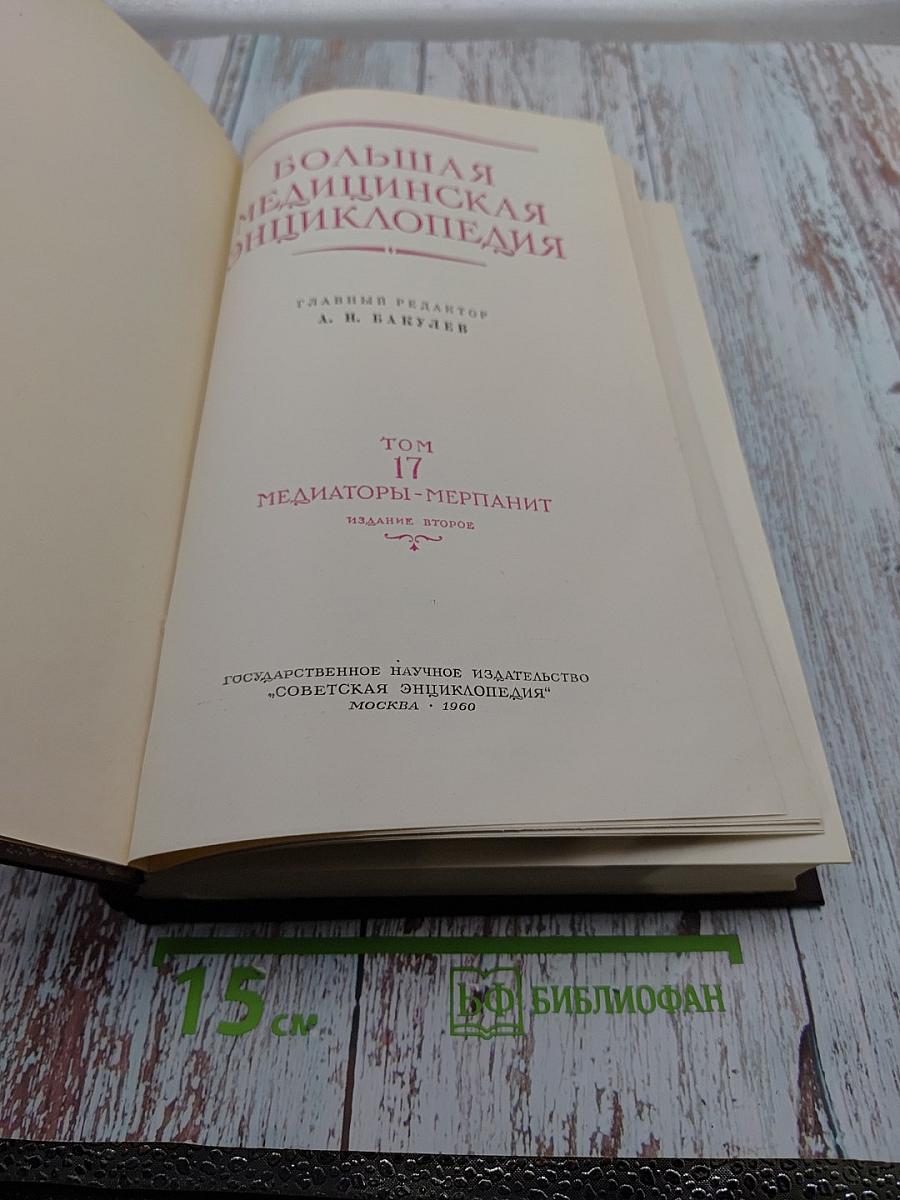 БОЛЬШАЯ
МЕДИЦИНСКАЯ
ЭНЦИКЛОПЕДИЯ
ГЛАВНЫЙ РЕДАКТОР
А. Н. БАКУЛЕВ
ТОМ
17
МЕДИАТОРЫ-МЕРПАНИТ
ИЗДАНИЕ ВТОРОЕ
ГОСУДАРСТВЕННОЕ НАУЧНОЕ ИЗДАТЕЛЬСТВО
„СОВЕТСКАЯ ЭНЦИКЛОПЕДИЯ“
МОСКВА · 1960
15 см
БФ БИБЛИОФАН